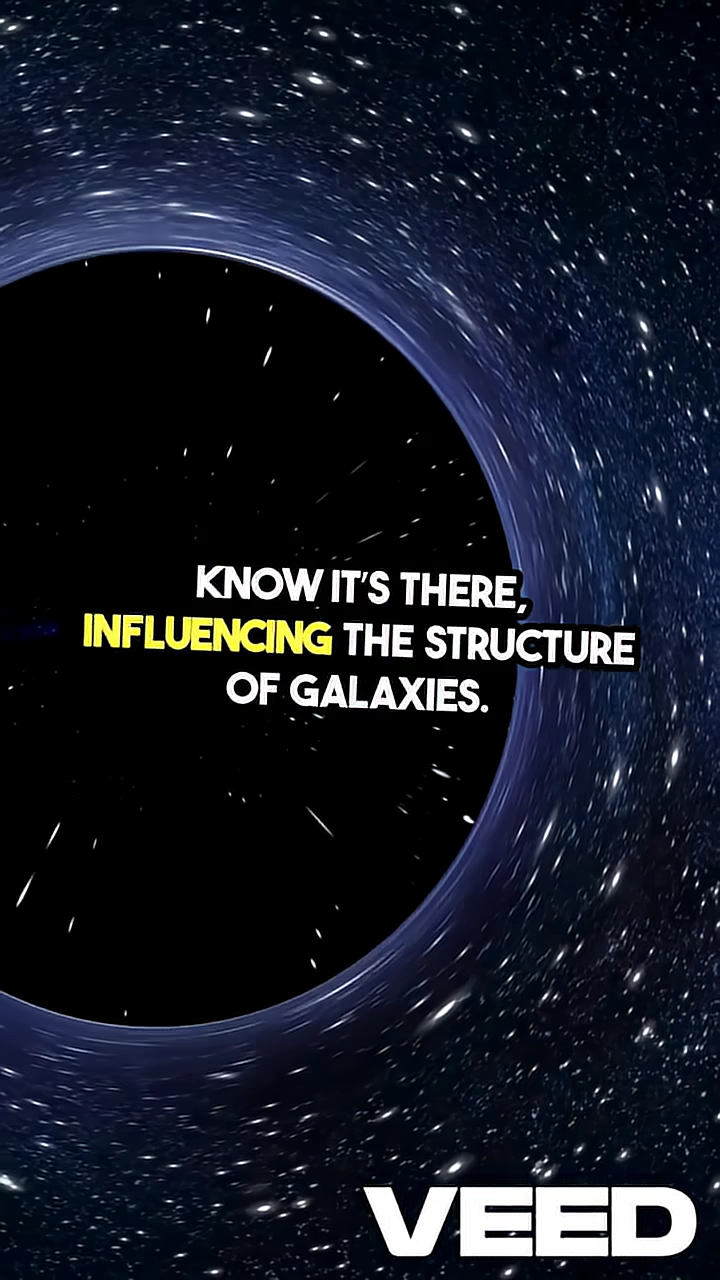 KNOW IT'S THERE,
INFLUENCING THE STRUCTURE
OF GALAXIES.
VEED